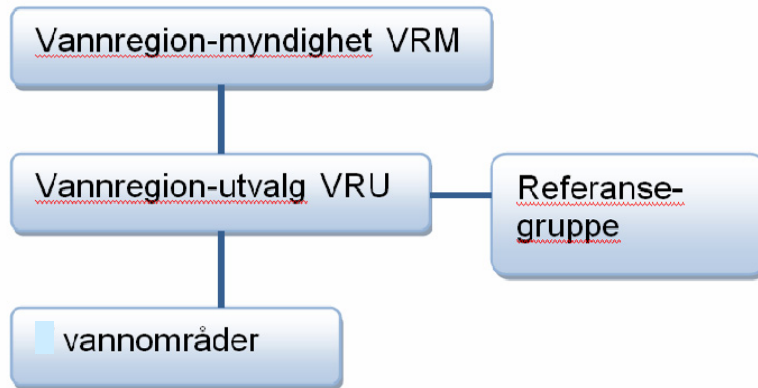 Vannregion-myndighet VRM
Vannregion-utvalg VRU
Referanse-
gruppe
vannområder